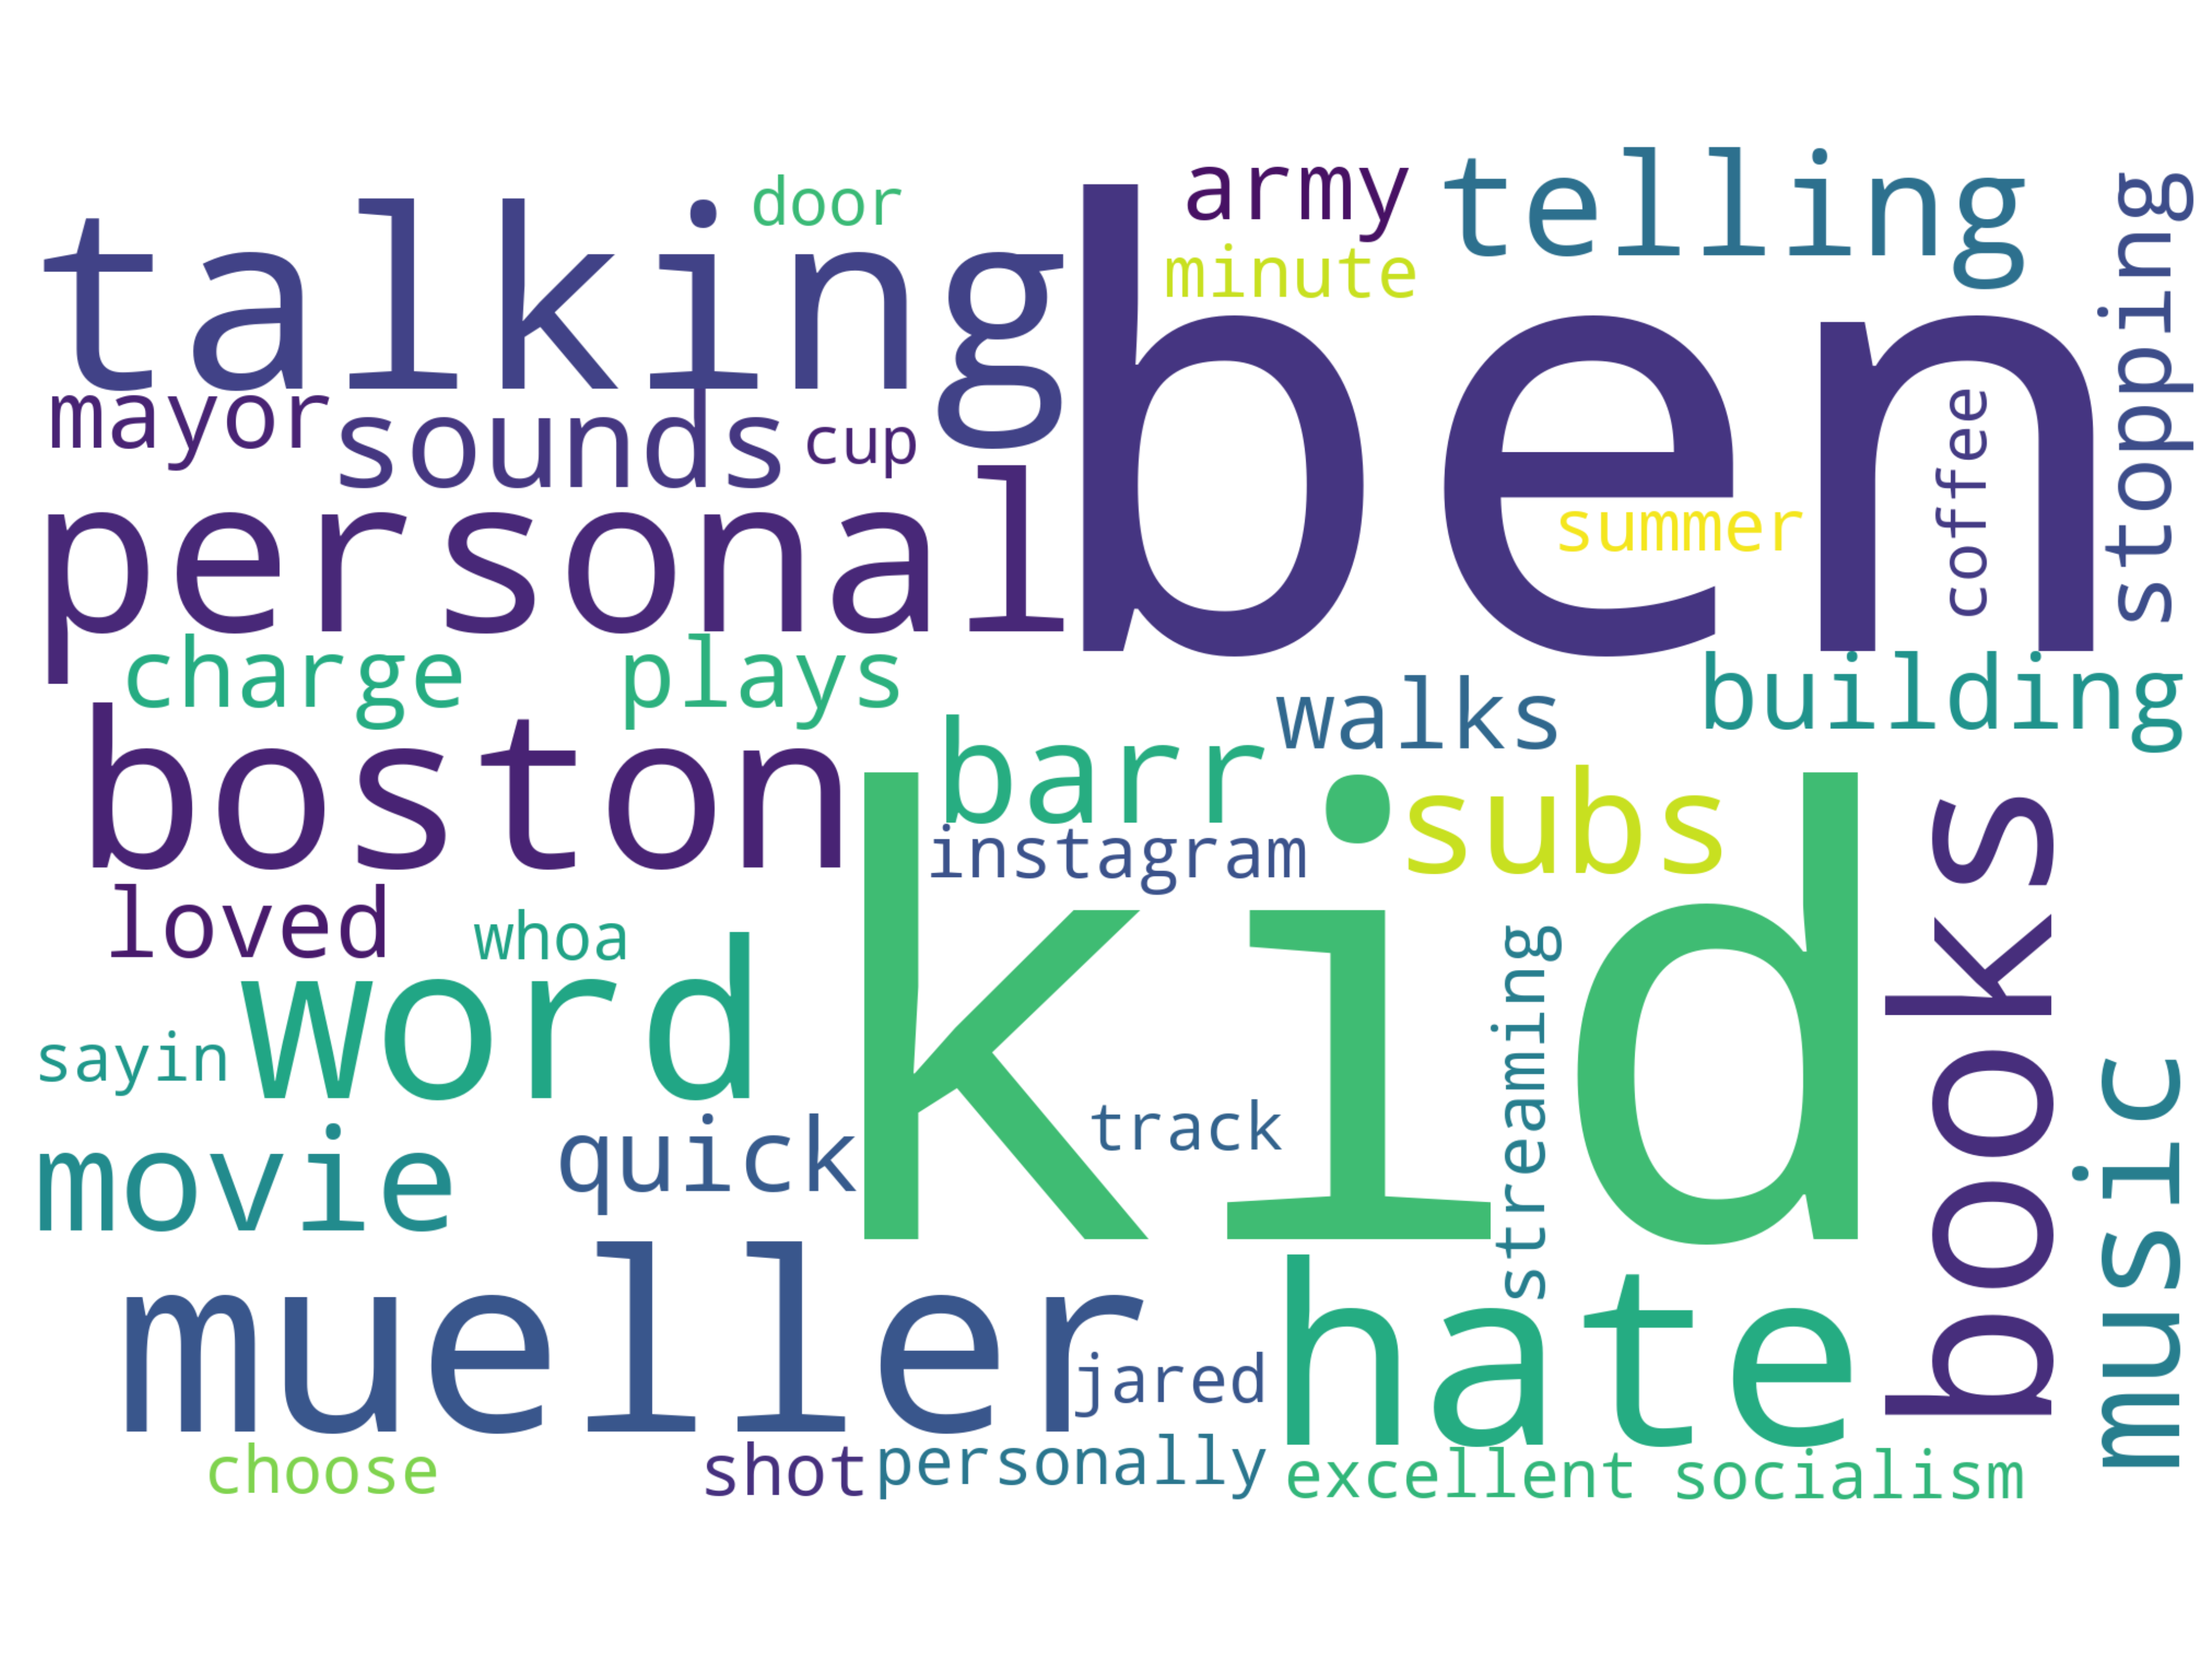 talking
door
army
telling
stopping
minute
ben
mayor
sounds
cup
coffee
personal
summer
charge
plays
walks
building
boston
barr
subs
instagram
kid
books
loved
whoa
word
streaming
sayin
track
music
movie
quick
mueller
hate
jared
choose
shot
personally
excellent
socialism